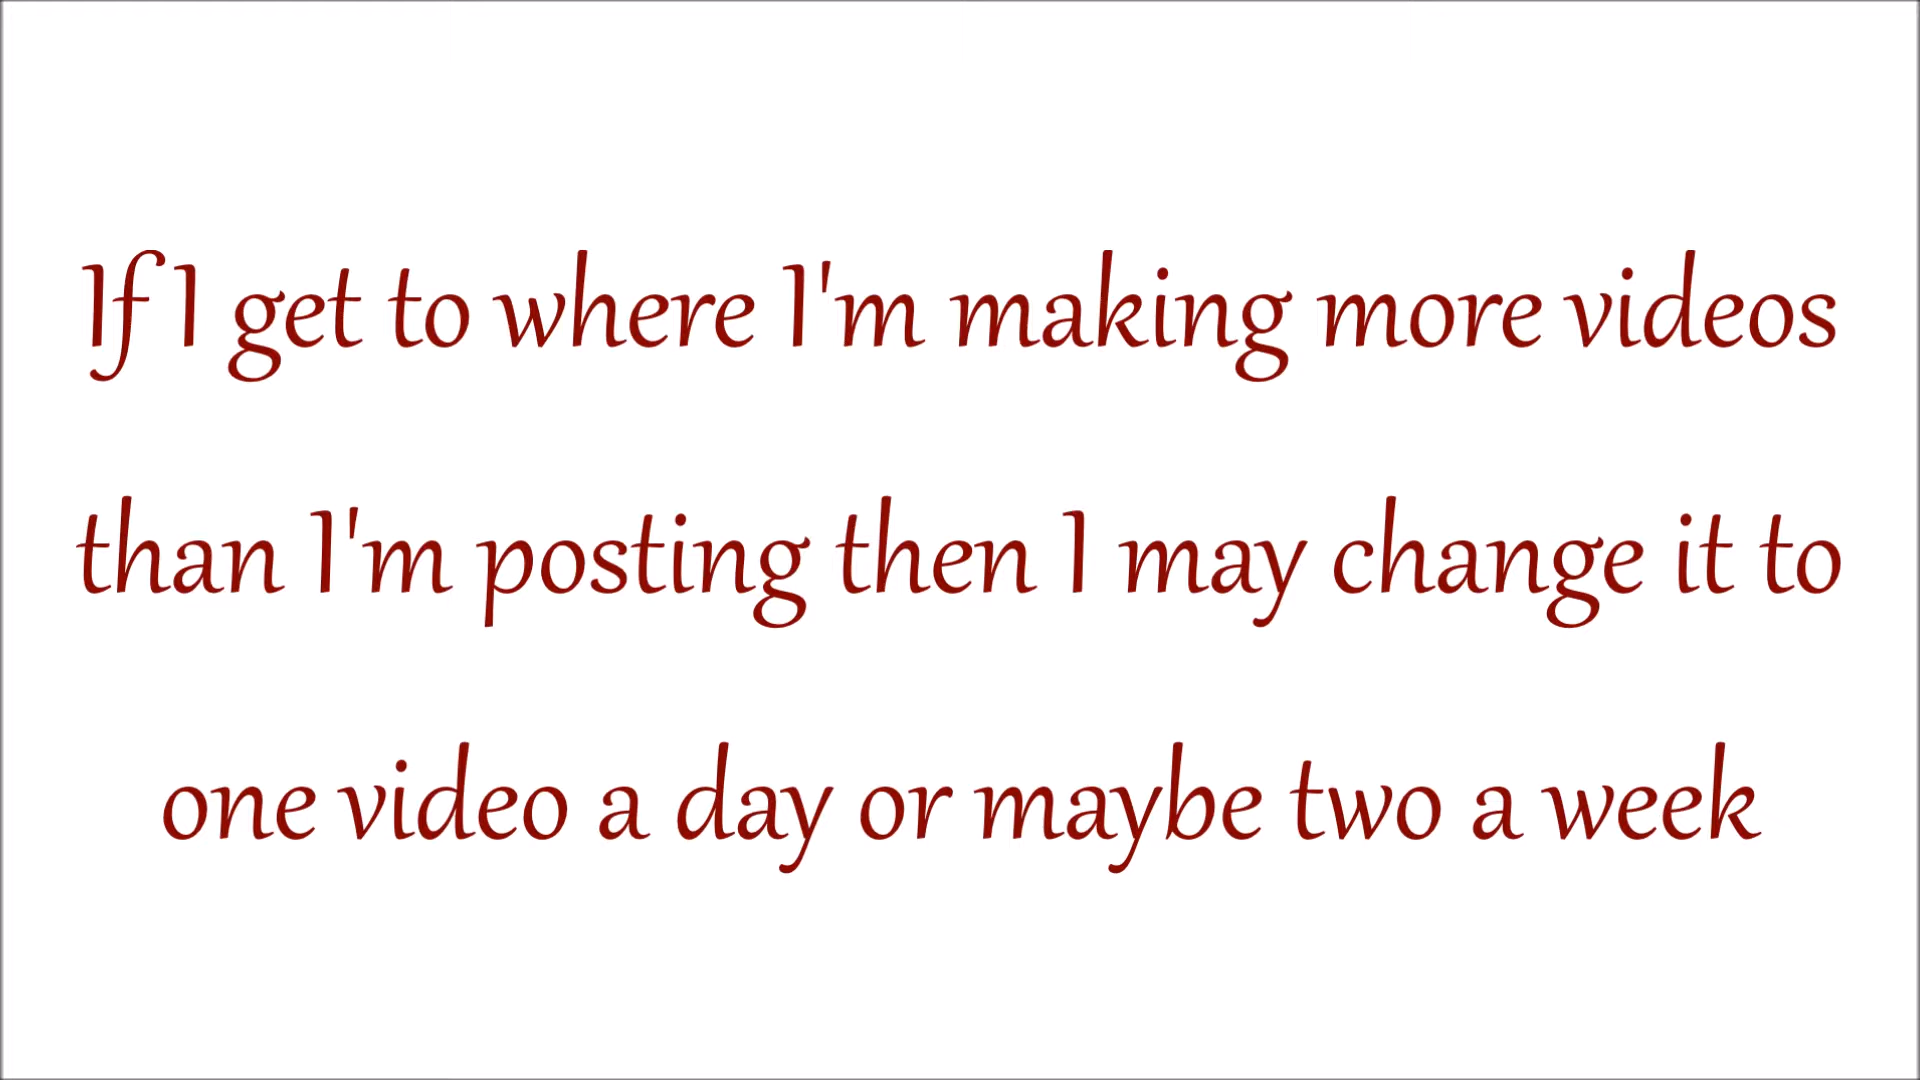 If I get to where I'm making more videos
than I'm posting then I may change it to
one video a day or maybe two a week